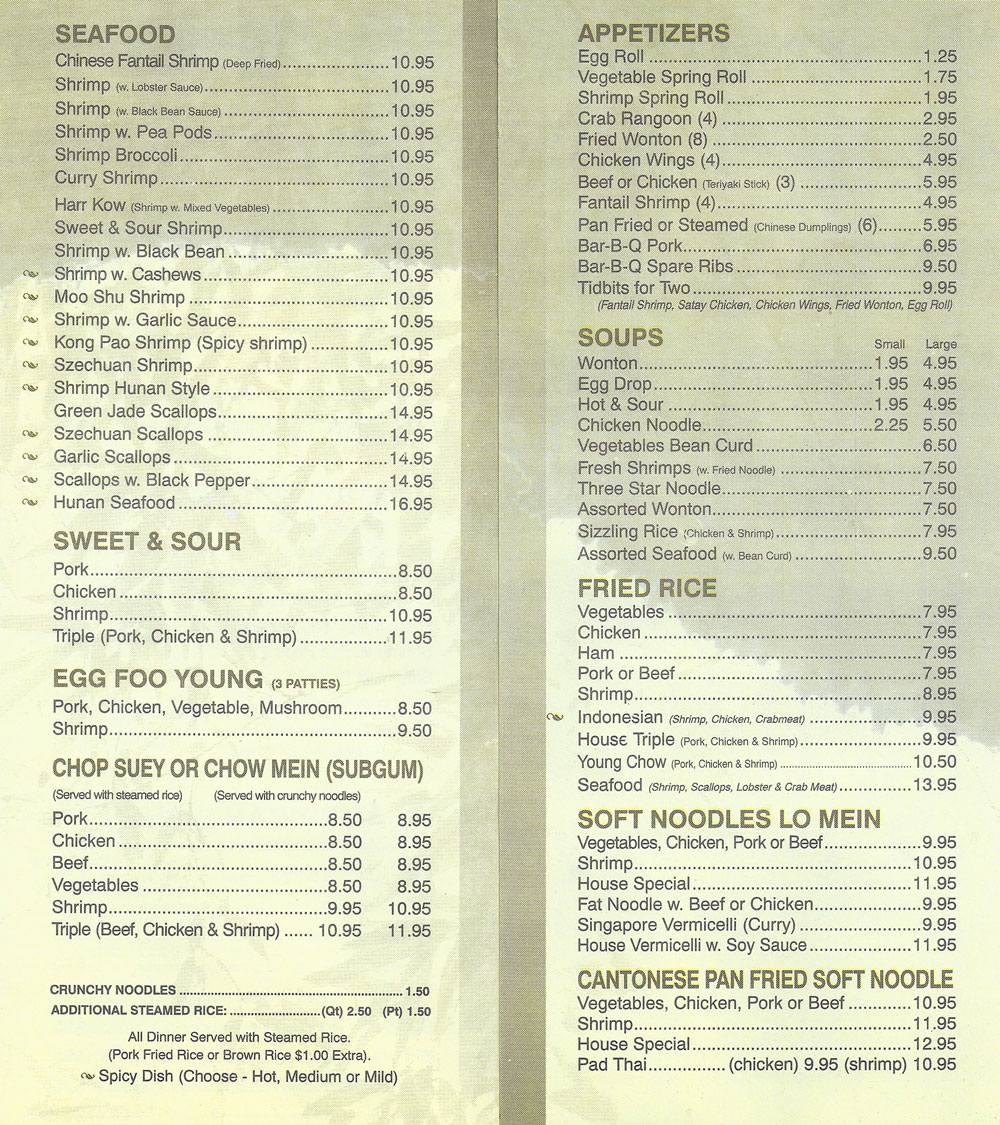 SEAFOOD
Chinese Fantail Shrimp (Deep Fried)........................10.95
Shrimp (w. Lobster Sauce).......................................10.95
Shrimp (w. Black Bean Sauce) ...................................10.95
Shrimp w. Pea Pods.....................................10.95
Shrimp Broccoli............................................10.95
Curry Shrimp................................................10.95
Harr Kow (Shrimp w. Mixed Vegetables) .........................10.95
Sweet & Sour Shrimp...................................10.95
Shrimp w. Black Bean ..................................10.95
Shrimp w. Cashews.......................................10.95
Moo Shu Shrimp ..........................................10.95
Shrimp w. Garlic Sauce.................................10.95
Kong Pao Shrimp (Spicy shrimp) ................10.95
Szechuan Shrimp.........................................10.95
Shrimp Hunan Style .....................................10.95
Green Jade Scallops....................................14.95
Szechuan Scallops ......................................14.95
Garlic Scallops .............................................14.95
Scallops w. Black Pepper.............................14.95
Hunan Seafood ............................................16.95
SWEET & SOUR
Pork................................................................8.50
Chicken ..........................................................8.50
Shrimp..........................................................10.95
Triple (Pork, Chicken & Shrimp) ..................11.95
EGG FOO YOUNG (3 PATTIES)
Pork, Chicken, Vegetable, Mushroom...........8.50
Shrimp............................................................9.50
CHOP SUEY OR CHOW MEIN (SUBGUM)
(Served with steamed rice) (Served with crunchy noodles)
Pork..................................................8.50 8.95
Chicken ............................................8.50 8.95
Beef..................................................8.50 8.95
Vegetables .......................................8.50 8.95
Shrimp..............................................9.95 10.95
Triple (Beef, Chicken & Shrimp) ...... 10.95 11.95
CRUNCHY NOODLES ................................................................ 1.50
ADDITIONAL STEAMED RICE: ..........................(Qt) 2.50 (Pt) 1.50
All Dinner Served with Steamed Rice.
(Pork Fried Rice or Brown Rice $1.00 Extra).
Spicy Dish (Choose - Hot, Medium or Mild)
APPETIZERS
Egg Roll .......................................................1.25
Vegetable Spring Roll ..................................1.75
Shrimp Spring Roll.......................................1.95
Crab Rangoon (4) ........................................2.95
Fried Wonton (8) ..........................................2.50
Chicken Wings (4)........................................4.95
Beef or Chicken (Teriyaki Stick) (3) .........................5.95
Fantail Shrimp (4).........................................4.95
Pan Fried or Steamed (Chinese Dumplings) (6).........5.95
Bar-B-Q Pork................................................6.95
Bar-B-Q Spare Ribs.....................................9.50
Tidbits for Two..............................................9.95
(Fantail Shrimp, Satay Chicken, Chicken Wings, Fried Wonton, Egg Roll)
SOUPS Small Large
Wonton...............................................1.95 4.95
Egg Drop............................................1.95 4.95
Hot & Sour .........................................1.95 4.95
Chicken Noodle..................................2.25 5.50
Vegetables Bean Curd .................................6.50
Fresh Shrimps (w. Fried Noodle) ............................7.50
Three Star Noodle........................................7.50
Assorted Wonton..........................................7.50
Sizzling Rice (Chicken & Shrimp)..............................7.95
Assorted Seafood (w. Bean Curd) .........................9.50
FRIED RICE
Vegetables ...................................................7.95
Chicken ........................................................7.95
Ham .............................................................7.95
Pork or Beef.................................................7.95
Shrimp..........................................................8.95
Indonesian (Shrimp, Chicken, Crabmeat) ......................9.95
House Triple (Pork, Chicken & Shrimp).........................9.95
Young Chow (Pork, Chicken & Shrimp) ................................10.50
Seafood (Shrimp, Scallops, Lobster & Crab Meat)...............13.95
SOFT NOODLES LO MEIN
Vegetables, Chicken, Pork or Beef...................9.95
Shrimp........................................................10.95
House Special............................................11.95
Fat Noodle w. Beef or Chicken.....................9.95
Singapore Vermicelli (Curry) .........................9.95
House Vermicelli w. Soy Sauce...................11.95
CANTONESE PAN FRIED SOFT NOODLE
Vegetables, Chicken, Pork or Beef ............10.95
Shrimp........................................................11.95
House Special............................................12.95
Pad Thai................ (chicken) 9.95 (shrimp) 10.95